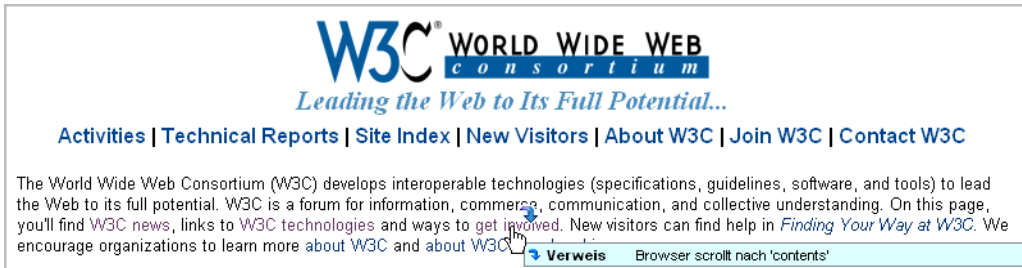 W3C® WORLD WIDE WEB
consortium
Leading the Web to Its Full Potential...
Activities | Technical Reports | Site Index | New Visitors | About W3C | Join W3C | Contact W3C
The World Wide Web Consortium (W3C) develops interoperable technologies (specifications, guidelines, software, and tools) to lead
the Web to its full potential. W3C is a forum for information, commerce, communication, and collective understanding. On this page,
you'll find W3C news, links to W3C technologies and ways to get involved. New visitors can find help in Finding Your Way at W3C. We
encourage organizations to learn more about W3C and about W3C
Verweis Browser scrollt nach 'contents'